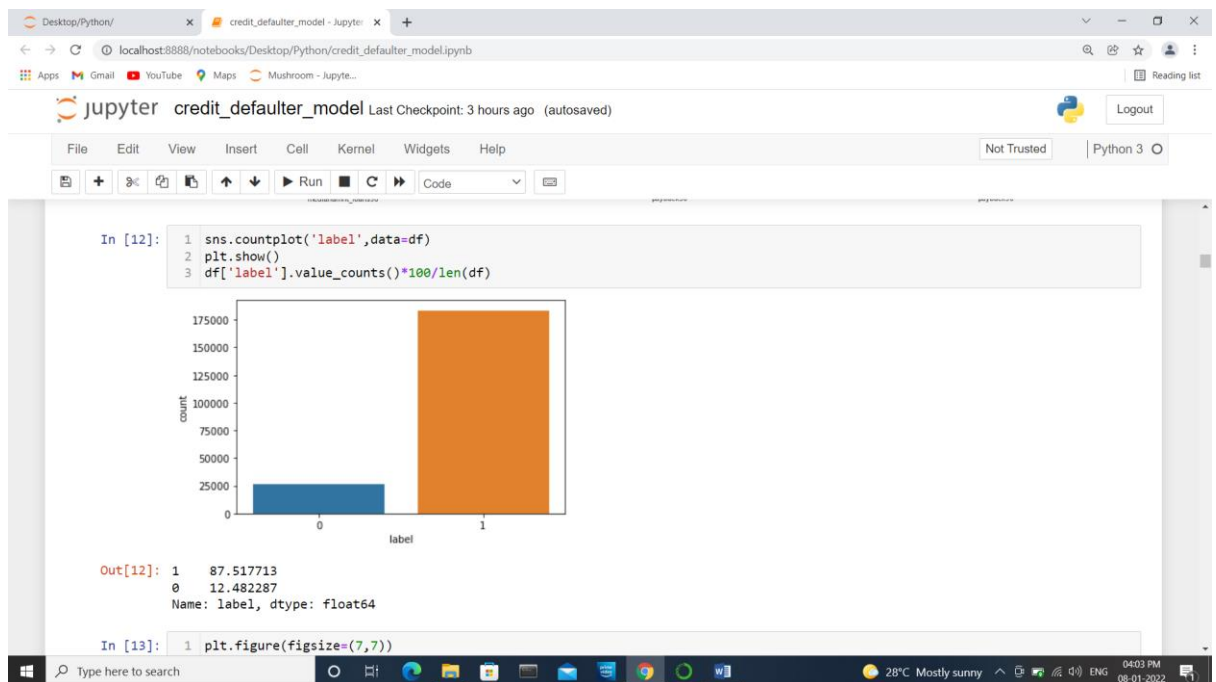 Desktop/Python/
credit_defaulter_model - Jupyter
localhost:8888/notebooks/Desktop/Python/credit_defaulter_model.ipynb
Apps Gmail YouTube Maps Mushroom - Jupyte... Reading list
jupyter credit_defaulter_model Last Checkpoint: 3 hours ago (autosaved) Logout
File Edit View Insert Cell Kernel Widgets Help Not Trusted Python 3
Run Code
In [12]: 1 sns.countplot('label',data=df)
2 plt.show()
3 df['label'].value_counts()*100/len(df)
175000
150000
125000
100000
75000
50000
25000
0
count
0 1
label
Out[12]: 1 87.517713
0 12.482287
Name: label, dtype: float64
In [13]: 1 plt.figure(figsize=(7,7))
Type here to search 28°C Mostly sunny ENG 04:03 PM
08-01-2022